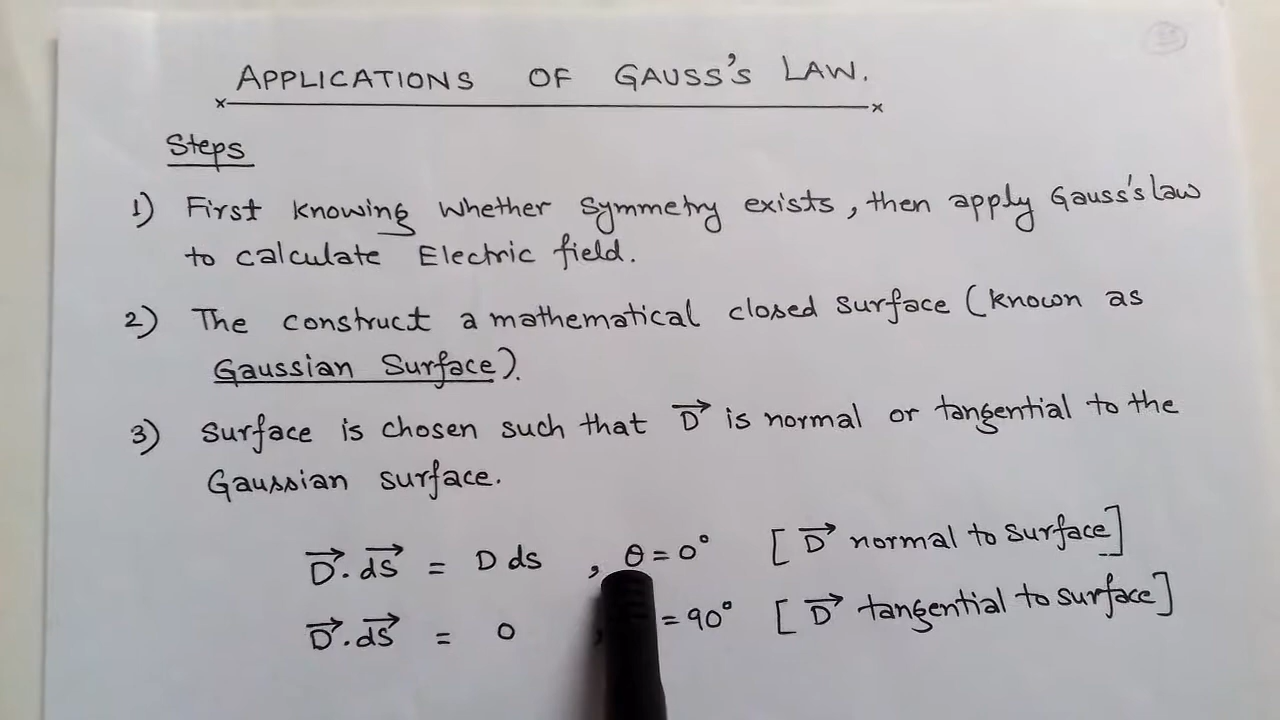 APPLICATIONS OF GAUSS'S LAW.
Steps
1) First knowing whether symmetry exists, then apply Gauss's law
to calculate Electric field.
2) The construct a mathematical closed surface (known as
Gaussian Surface).
3) Surface is chosen such that D⃗ is normal or tangential to the
Gaussian surface.
D⃗.ds⃗ = D ds , θ=0° [D⃗ normal to surface]
D⃗.ds⃗ = 0 , =90° [D⃗ tangential to surface]